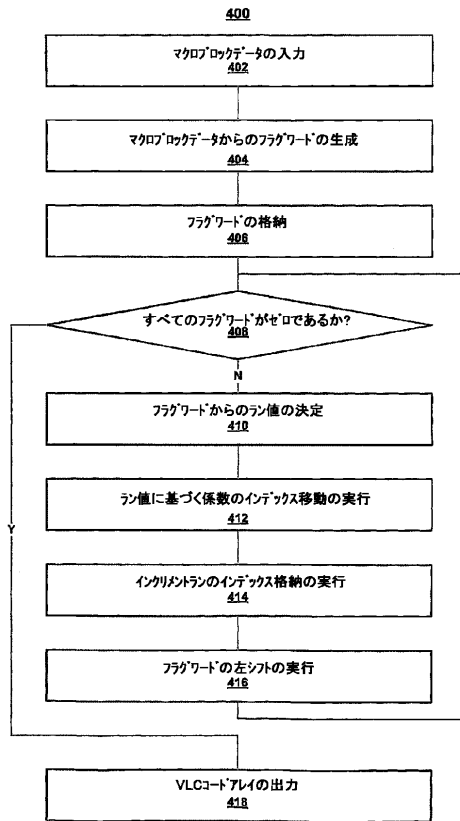 400
マクロブロックデータの入力
402
マクロブロックデータからのフラグワードの生成
404
フラグワードの格納
406
すべてのフラグワードがゼロであるか?
408
N
フラグワードからのラン値の決定
410
ラン値に基づく係数のインデックス移動の実行
412
Y
インクリメントランのインデックス格納の実行
414
フラグワードの左シフトの実行
416
VLCコードアレイの出力
418